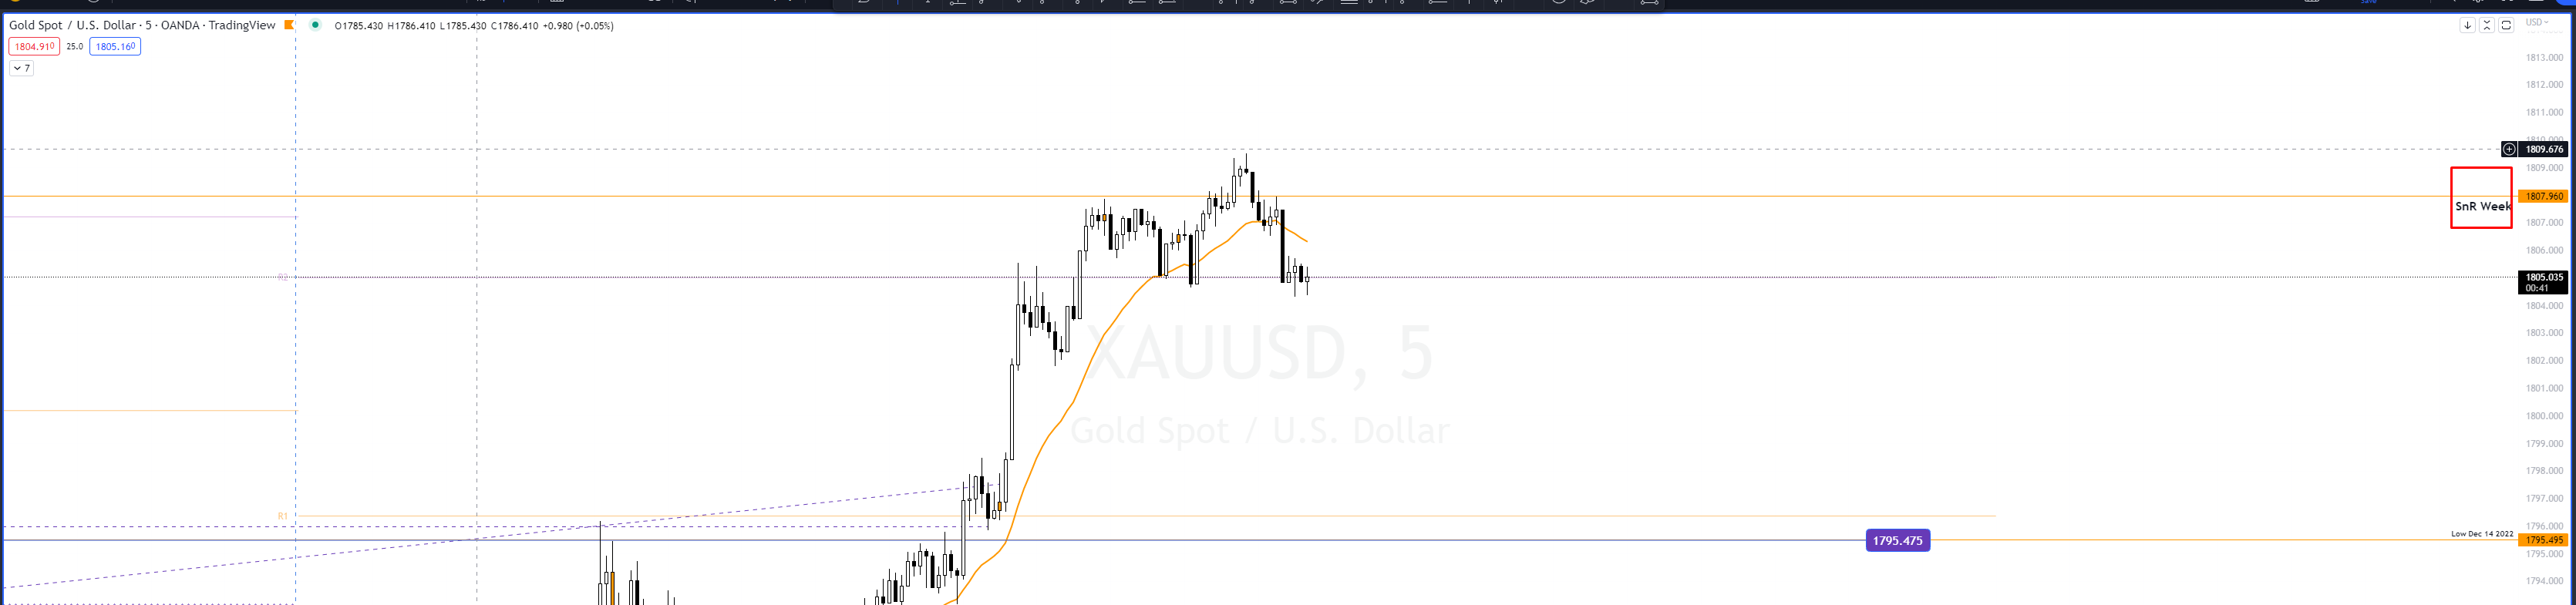 Gold Spot / U.S. Dollar · 5 · OANDA · TradingView O1785.430 H1786.410 L1785.430 C1786.410 +0.980 (+0.05%)
USD
1804.910 25.0 1805.160
7
1813.000
1812.000
1811.000
1810.000
1809.676
1809.000
1807.960
SnR Week
1807.000
1806.000
R2
1805.035
00:41
1804.000
1803.000
XAUUSD, 5
1802.000
1801.000
1800.000
Gold Spot / U.S. Dollar
1799.000
1798.000
1797.000
R1
1796.000
Low Dec 14 2022
1795.475
1795.495
1795.000
1794.000